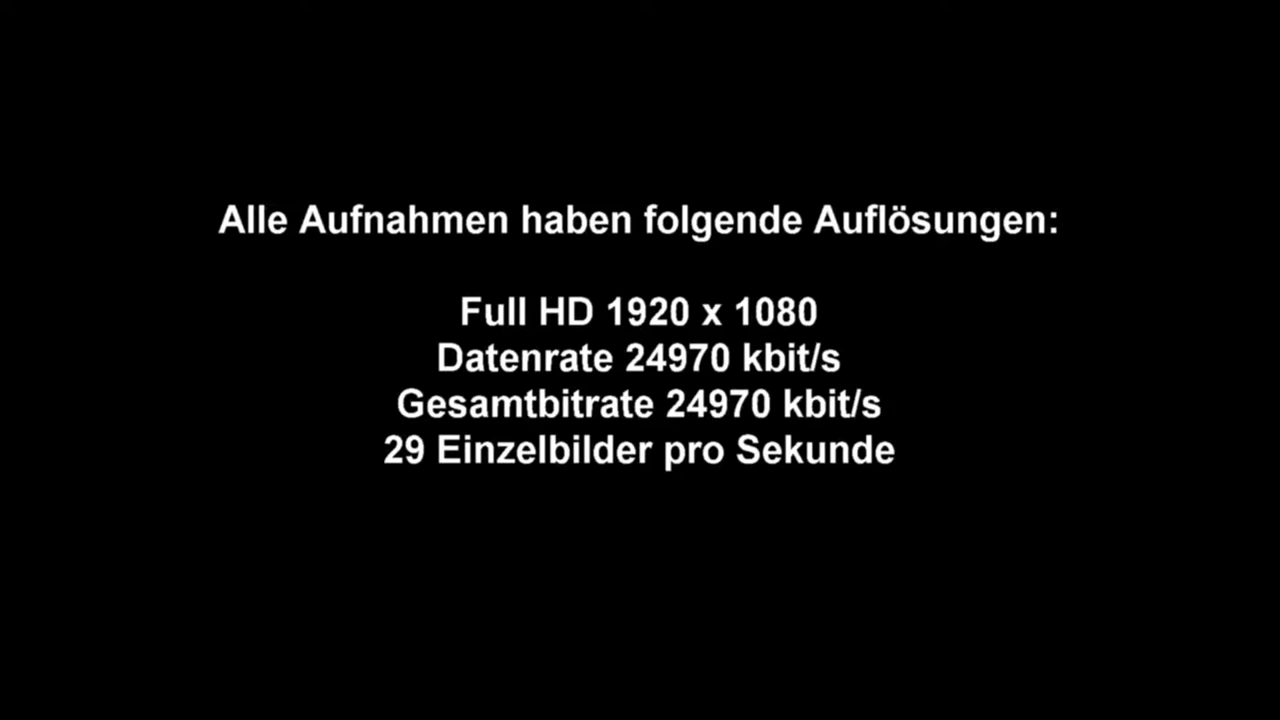 Alle Aufnahmen haben folgende Auflösungen:
Full HD 1920 x 1080
Datenrate 24970 kbit/s
Gesamtbitrate 24970 kbit/s
29 Einzelbilder pro Sekunde